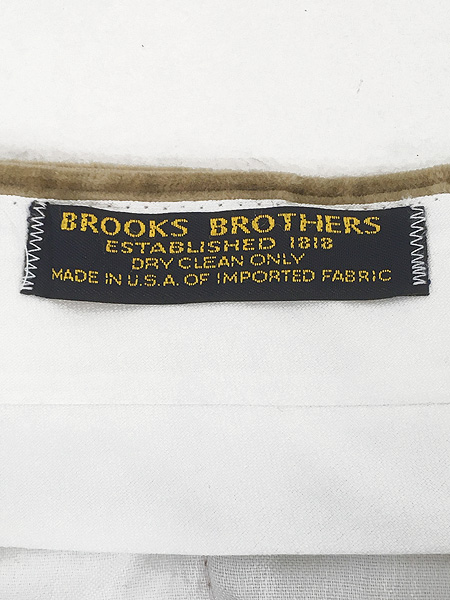 BROOKS BROTHERS
ESTABLISHED 1818
DRY CLEAN ONLY
MADE IN U.S.A. OF IMPORTED FABRIC